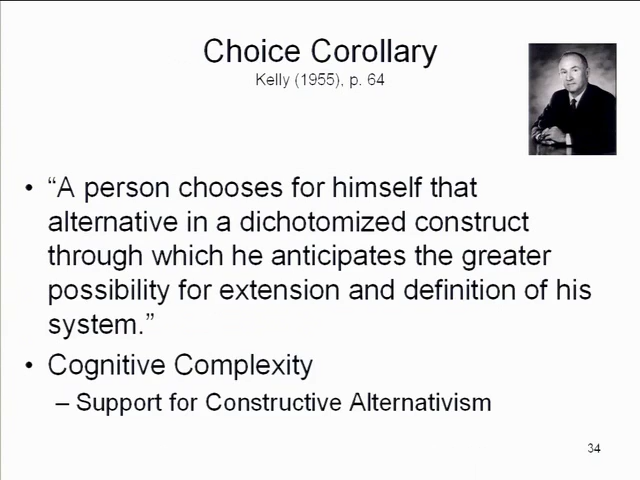 Choice Corollary
Kelly (1955), p. 64
• “A person chooses for himself that
alternative in a dichotomized construct
through which he anticipates the greater
possibility for extension and definition of his
system.”
• Cognitive Complexity
– Support for Constructive Alternativism
34